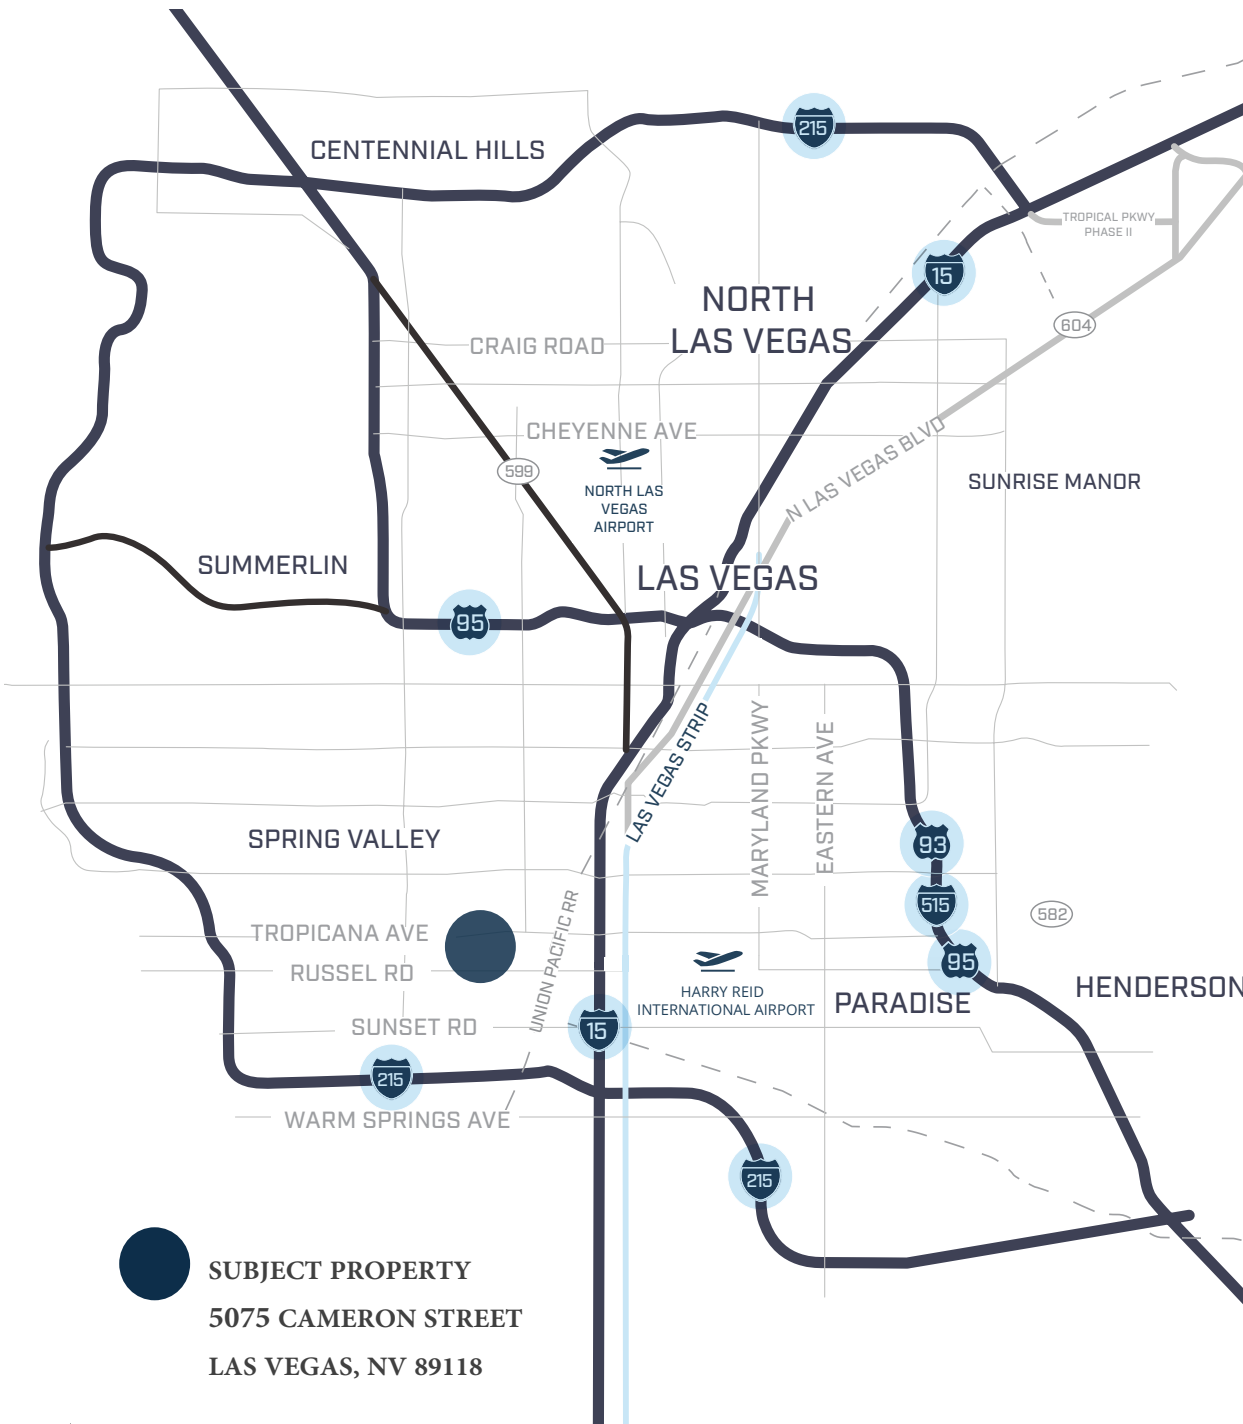 215
CENTENNIAL HILLS
TROPICAL PKWY
PHASE II
15
NORTH
LAS VEGAS
604
CRAIG ROAD
CHEYENNE AVE
N LAS VEGAS BLVD
599
SUNRISE MANOR
NORTH LAS
VEGAS
AIRPORT
SUMMERLIN
LAS VEGAS
95
LAS VEGAS STRIP
MARYLAND PKWY
EASTERN AVE
SPRING VALLEY
93
515
582
UNION PACIFIC RR
TROPICANA AVE
95
RUSSEL RD
HARRY REID
INTERNATIONAL AIRPORT
PARADISE
HENDERSON
SUNSET RD
15
215
WARM SPRINGS AVE
215
SUBJECT PROPERTY
5075 CAMERON STREET
LAS VEGAS, NV 89118